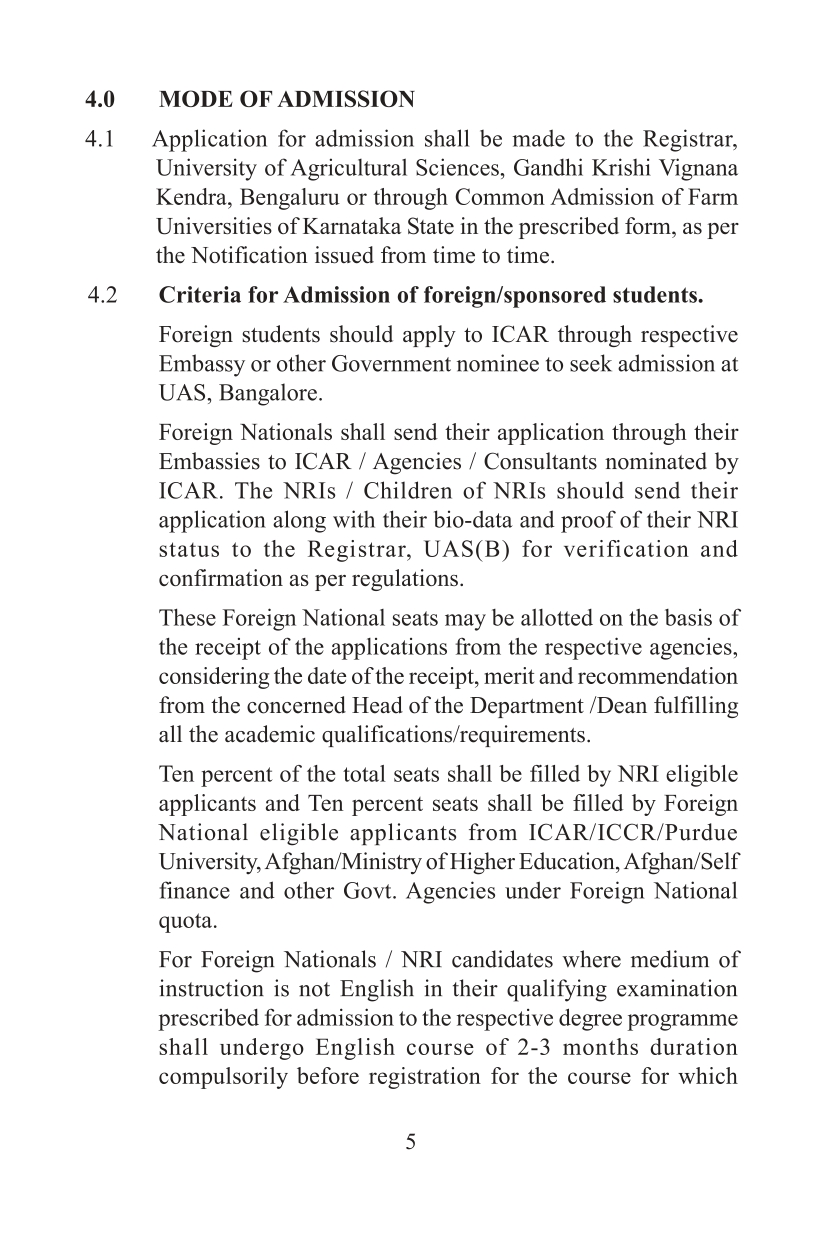 4.0 MODE OF ADMISSION
4.1 Application for admission shall be made to the Registrar,
University of Agricultural Sciences, Gandhi Krishi Vignana
Kendra, Bengaluru or through Common Admission of Farm
Universities of Karnataka State in the prescribed form, as per
the Notification issued from time to time.
4.2 Criteria for Admission of foreign/sponsored students.
Foreign students should apply to ICAR through respective
Embassy or other Government nominee to seek admission at
UAS, Bangalore.
Foreign Nationals shall send their application through their
Embassies to ICAR / Agencies / Consultants nominated by
ICAR. The NRIs / Children of NRIs should send their
application along with their bio-data and proof of their NRI
status to the Registrar, UAS(B) for verification and
confirmation as per regulations.
These Foreign National seats may be allotted on the basis of
the receipt of the applications from the respective agencies,
considering the date of the receipt, merit and recommendation
from the concerned Head of the Department /Dean fulfilling
all the academic qualifications/requirements.
Ten percent of the total seats shall be filled by NRI eligible
applicants and Ten percent seats shall be filled by Foreign
National eligible applicants from ICAR/ICCR/Purdue
University, Afghan/Ministry of Higher Education, Afghan/Self
finance and other Govt. Agencies under Foreign National
quota.
For Foreign Nationals / NRI candidates where medium of
instruction is not English in their qualifying examination
prescribed for admission to the respective degree programme
shall undergo English course of 2-3 months duration
compulsorily before registration for the course for which
5